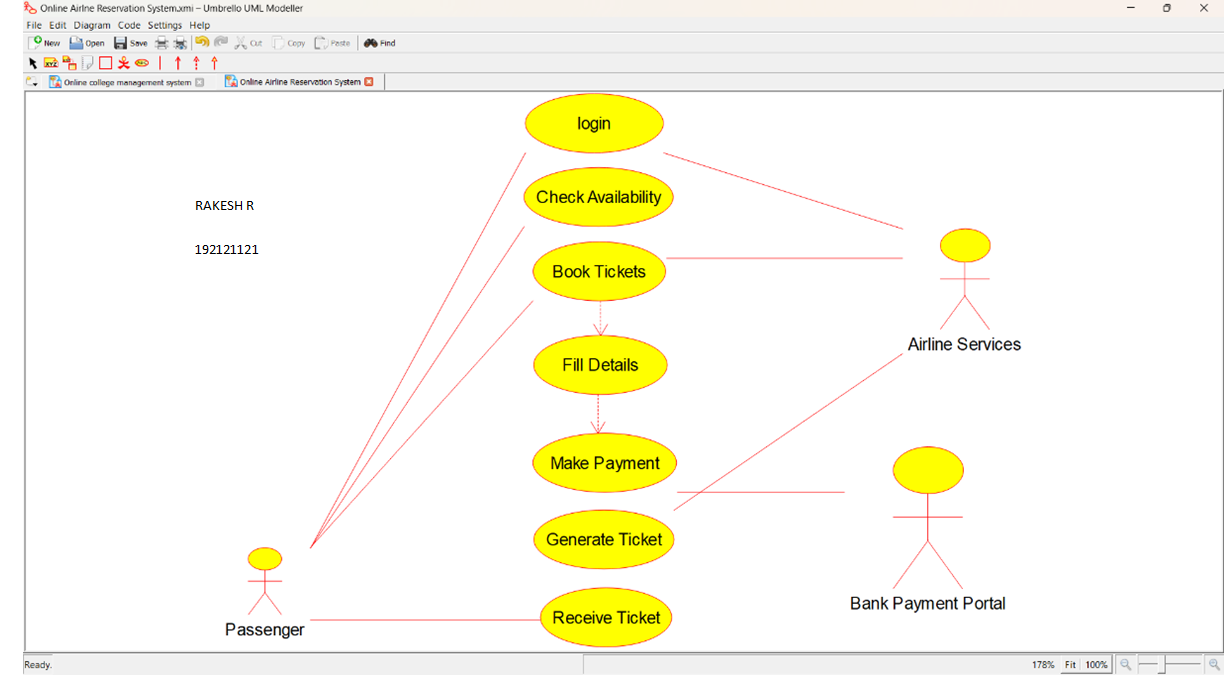 Online Airlne Reservation System.xmi – Umbrello UML Modeller
File Edit Diagram Code Settings Help
New Open Save Cut Copy Paste Find
XYZ
Online college management system Online Airline Reservation System
login
Check Availability
RAKESH R
192121121
Book Tickets
Airline Services
Fill Details
Make Payment
Generate Ticket
Bank Payment Portal
Receive Ticket
Passenger
Ready. 178% Fit 100%